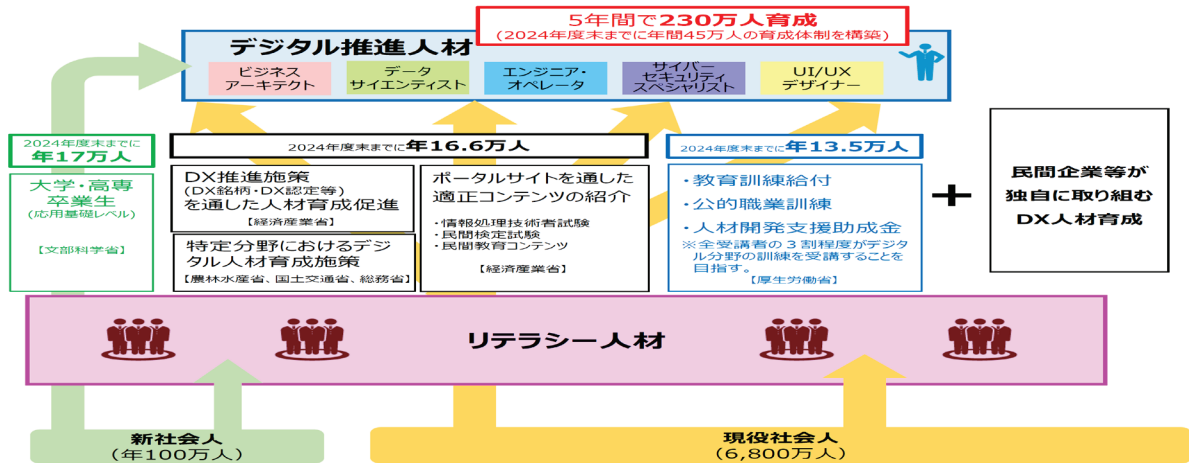 5年間で230万人育成
(2024年度末までに年間45万人の育成体制を構築)
デジタル推進人材
ビジネス
アーキテクト
データ
サイエンティスト
エンジニア・
オペレータ
サイバー
セキュリティ
スペシャリスト
UI/UX
デザイナー
2024年度末までに
年17万人
大学・高専
卒業生
(応用基礎レベル)
【文部科学省】
2024年度末までに年16.6万人
DX推進施策
(DX銘柄・DX認定等)
を通した人材育成促進
【経済産業省】
特定分野におけるデジ
タル人材育成施策
【農林水産省、国土交通省、総務省】
ポータルサイトを通した
適正コンテンツの紹介
・情報処理技術者試験
・民間検定試験
・民間教育コンテンツ
【経済産業省】
2024年度末までに年13.5万人
・教育訓練給付
・公的職業訓練
・人材開発支援助成金
※全受講者の3割程度がデジタ
ル分野の訓練を受講することを
目指す。
【厚生労働省】
+
民間企業等が
独自に取り組む
DX人材育成
リテラシー人材
新社会人
(年100万人)
現役社会人
(6,800万人)